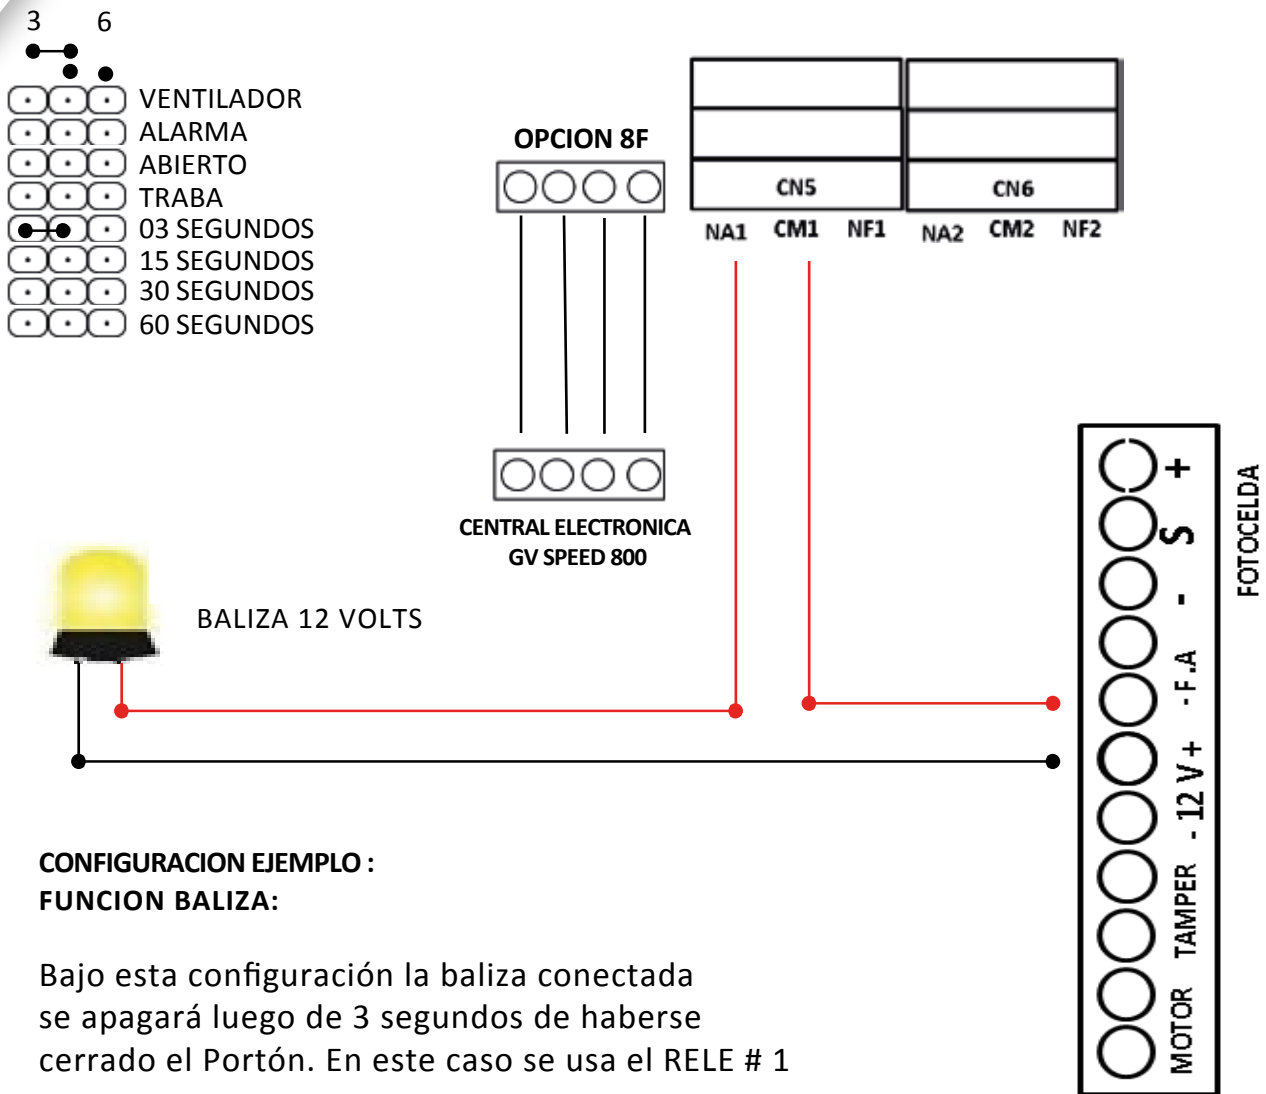 3 6
VENTILADOR
ALARMA
ABIERTO
TRABA
03 SEGUNDOS
15 SEGUNDOS
30 SEGUNDOS
60 SEGUNDOS
OPCION 8F
CN5 CN6
NA1 CM1 NF1 NA2 CM2 NF2
CENTRAL ELECTRONICA
GV SPEED 800
BALIZA 12 VOLTS
+
S
-
- F.A
- 12 V +
TAMPER
MOTOR
FOTOCELDA
CONFIGURACION EJEMPLO :
FUNCION BALIZA:
Bajo esta configuración la baliza conectada
se apagará luego de 3 segundos de haberse
cerrado el Portón. En este caso se usa el RELE # 1